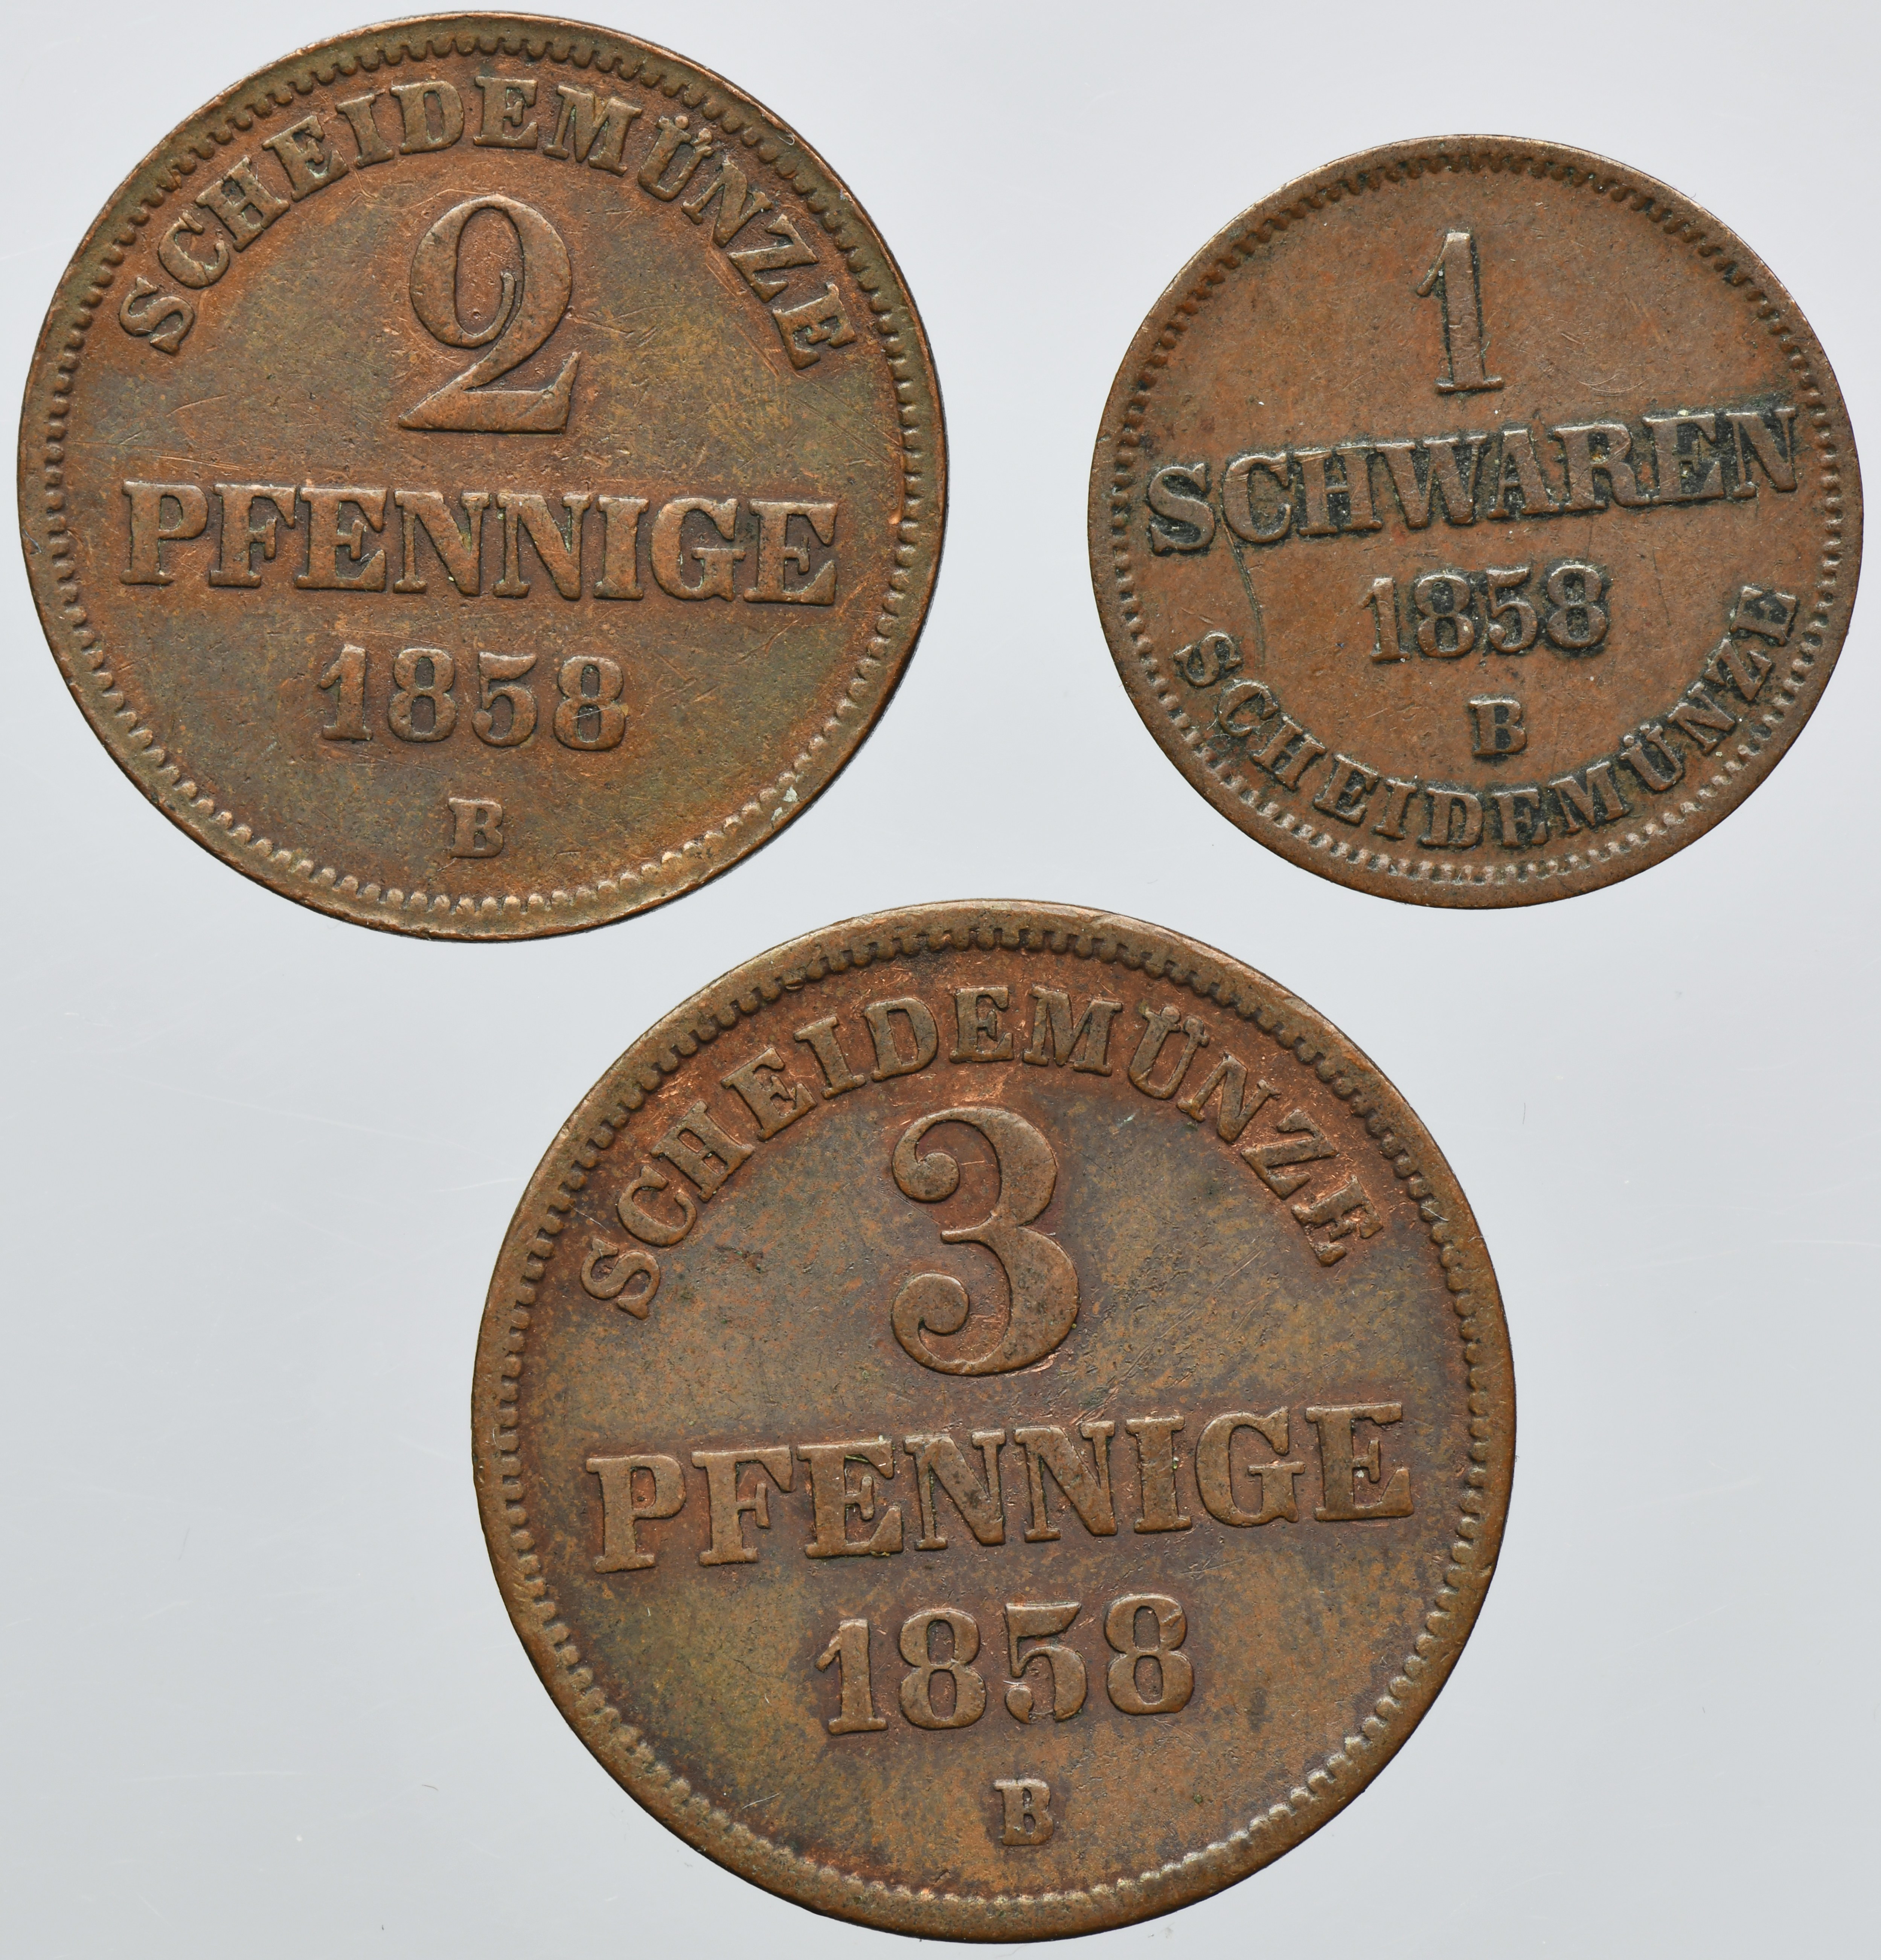 SCHEIDEMÜNZE
2
PFENNIGE
1858
B
1
SCHWAREN
1858
B
SCHEIDEMÜNZE
SCHEIDEMÜNZE
3
PFENNIGE
1858
B